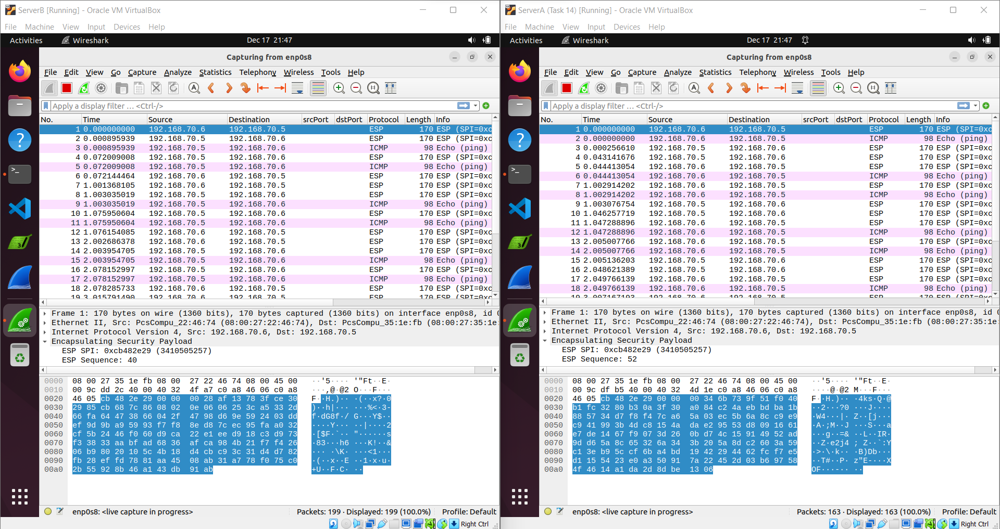 ServerB [Running] - Oracle VM VirtualBox
File Machine View Input Devices Help
Activities Wireshark Dec 17 21:47
Capturing from enp0s8
File Edit View Go Capture Analyze Statistics Telephony Wireless Tools Help
Apply a display filter … <Ctrl-/>
No. Time Source Destination srcPort dstPort Protocol Length Info
1 0.000000000 192.168.70.6 192.168.70.5 ESP 170 ESP (SPI=0xc
2 0.000895939 192.168.70.5 192.168.70.6 ESP 170 ESP (SPI=0xc
3 0.000895939 192.168.70.5 192.168.70.6 ICMP 98 Echo (ping)
4 0.072009008 192.168.70.5 192.168.70.6 ESP 170 ESP (SPI=0xc
5 0.072009008 192.168.70.5 192.168.70.6 ICMP 98 Echo (ping)
6 0.072144464 192.168.70.6 192.168.70.5 ESP 170 ESP (SPI=0xc
7 1.001368105 192.168.70.6 192.168.70.5 ESP 170 ESP (SPI=0xc
8 1.003035019 192.168.70.5 192.168.70.6 ESP 170 ESP (SPI=0xc
9 1.003035019 192.168.70.5 192.168.70.6 ICMP 98 Echo (ping)
10 1.075950604 192.168.70.5 192.168.70.6 ESP 170 ESP (SPI=0xc
11 1.075950604 192.168.70.5 192.168.70.6 ICMP 98 Echo (ping)
12 1.076154085 192.168.70.6 192.168.70.5 ESP 170 ESP (SPI=0xc
13 2.002686378 192.168.70.6 192.168.70.5 ESP 170 ESP (SPI=0xc
14 2.003954705 192.168.70.5 192.168.70.6 ESP 170 ESP (SPI=0xc
15 2.003954705 192.168.70.5 192.168.70.6 ICMP 98 Echo (ping)
16 2.078152997 192.168.70.5 192.168.70.6 ESP 170 ESP (SPI=0xc
17 2.078152997 192.168.70.5 192.168.70.6 ICMP 98 Echo (ping)
18 2.078285733 192.168.70.6 192.168.70.5 ESP 170 ESP (SPI=0xc
19 3.015791490 192.168.70.6 192.168.70.5 ESP 170 ESP (SPI=0xc
Frame 1: 170 bytes on wire (1360 bits), 170 bytes captured (1360 bits) on interface enp0s8, id 0
Ethernet II, Src: PcsCompu_22:46:74 (08:00:27:22:46:74), Dst: PcsCompu_35:1e:fb (08:00:27:35:1e:
Internet Protocol Version 4, Src: 192.168.70.6, Dst: 192.168.70.5
Encapsulating Security Payload
ESP SPI: 0xcb482e29 (3410505257)
ESP Sequence: 40
0000 08 00 27 35 1e fb 08 00 27 22 46 74 08 00 45 00 ··'5···· '"Ft··E·
0010 00 9c dd 2c 40 00 40 32 4f a7 c0 a8 46 06 c0 a8 ···,@·@2 O···F···
0020 46 05 cb 48 2e 29 00 00 00 28 af 13 78 3f ce 30 F··H.)·· ·(··x?·0
0030 29 85 cb 68 7c 86 08 02 0e 06 06 25 3c a5 33 2d )··h|··· ···%<·3-
0040 66 fa 64 47 38 66 04 2f 47 98 d6 9e 59 24 03 dd f·dG8f·/ G···Y$··
0050 ef 9d 9b a9 59 93 f7 f8 8e d8 7c ec 95 fa a0 32 ····Y··· ··|····2
0060 cf 5b 24 46 f0 60 d9 ca 22 e1 ee d9 18 c3 d9 73 ·[$F·`·· "······s
0070 f3 38 33 aa bf ad 68 36 af ca 98 4b 21 f7 f4 26 ·83···h6 ···K!··&
0080 06 b9 80 20 10 5c 4b 18 d4 cb c9 3c 31 d4 d7 82 ··· ·\K· ···<1···
0090 fb 28 ef fd 78 81 aa 45 08 ab 31 a7 78 f0 75 c0 ·(··x··E ··1·x·u·
00a0 2b 55 92 8b 46 a1 43 db 91 ab +U··F·C· ··
enp0s8: <live capture in progress> Packets: 199 · Displayed: 199 (100.0%) Profile: Default
Right Ctrl
ServerA (Task 14) [Running] - Oracle VM VirtualBox
File Machine View Input Devices Help
Activities Wireshark Dec 17 21:47
Capturing from enp0s8
File Edit View Go Capture Analyze Statistics Telephony Wireless Tools Help
Apply a display filter … <Ctrl-/>
No. Time Source Destination srcPort dstPort Protocol Length Info
1 0.000000000 192.168.70.6 192.168.70.5 ESP 170 ESP (SPI=0xc
2 0.000000000 192.168.70.6 192.168.70.5 ICMP 98 Echo (ping)
3 0.000256610 192.168.70.5 192.168.70.6 ESP 170 ESP (SPI=0xc
4 0.043141676 192.168.70.5 192.168.70.6 ESP 170 ESP (SPI=0xc
5 0.044413054 192.168.70.6 192.168.70.5 ESP 170 ESP (SPI=0xc
6 0.044413054 192.168.70.6 192.168.70.5 ICMP 98 Echo (ping)
7 1.002914202 192.168.70.6 192.168.70.5 ESP 170 ESP (SPI=0xc
8 1.002914202 192.168.70.6 192.168.70.5 ICMP 98 Echo (ping)
9 1.003076754 192.168.70.5 192.168.70.6 ESP 170 ESP (SPI=0xc
10 1.046257719 192.168.70.5 192.168.70.6 ESP 170 ESP (SPI=0xc
11 1.047288896 192.168.70.6 192.168.70.5 ESP 170 ESP (SPI=0xc
12 1.047288896 192.168.70.6 192.168.70.5 ICMP 98 Echo (ping)
13 2.005007766 192.168.70.6 192.168.70.5 ESP 170 ESP (SPI=0xc
14 2.005007766 192.168.70.6 192.168.70.5 ICMP 98 Echo (ping)
15 2.005136203 192.168.70.5 192.168.70.6 ESP 170 ESP (SPI=0xc
16 2.048621389 192.168.70.5 192.168.70.6 ESP 170 ESP (SPI=0xc
17 2.049766139 192.168.70.6 192.168.70.5 ESP 170 ESP (SPI=0xc
18 2.049766139 192.168.70.6 192.168.70.5 ICMP 98 Echo (ping)
19 3.007167193 192.168.70.6 192.168.70.5 ESP 170 ESP (SPI=0xc
Frame 1: 170 bytes on wire (1360 bits), 170 bytes captured (1360 bits) on interface enp0s8, id 0
Ethernet II, Src: PcsCompu_22:46:74 (08:00:27:22:46:74), Dst: PcsCompu_35:1e:fb (08:00:27:35:1e:
Internet Protocol Version 4, Src: 192.168.70.6, Dst: 192.168.70.5
Encapsulating Security Payload
ESP SPI: 0xcb482e29 (3410505257)
ESP Sequence: 52
0000 08 00 27 35 1e fb 08 00 27 22 46 74 08 00 45 00 ··'5···· '"Ft··E·
0010 00 9c df b5 40 00 40 32 4d 1e c0 a8 46 06 c0 a8 ····@·@2 M···F···
0020 46 05 cb 48 2e 29 00 00 00 34 6b 73 9f 51 f0 40 F··H.)·· ·4ks·Q·@
0030 b1 fc 32 80 b3 0a 3f 30 a0 84 c2 4a eb bd ba 1b ··2···?0 ···J····
0040 88 57 34 d7 f8 f4 7c a6 5a 03 ec 5b 6a 8c c9 e9 ·W4···|· Z··[j···
0050 c9 41 99 3b 4d c8 15 4a da e2 95 53 d8 09 16 61 ·A·;M··J ···S···a
0060 e7 de 14 67 f9 07 3d 26 0b d7 4c 15 91 49 52 ad ···g··=& ··L··IR·
0070 9d d6 5a 8c 65 32 6a 34 3b 20 5a 8d c2 60 3a 59 ··Z·e2j4 ; Z··`:Y
0080 c1 3e b9 5c cf 6b a4 bd 19 42 29 44 62 fc f7 e5 ·>·\·k·· ·B)Db···
0090 d1 15 54 23 e0 a3 50 91 7a 22 45 2d 03 b6 97 58 ··T#··P· z"E-···X
00a0 4f 46 14 a1 da 2d 8d be 13 06 OF···-·· ··
enp0s8: <live capture in progress> Packets: 163 · Displayed: 163 (100.0%) Profile: Default
Right Ctrl